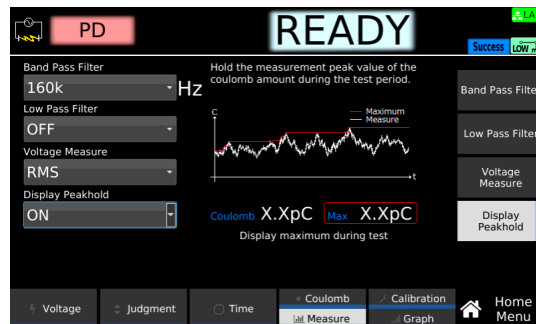 PD
READY
LA
Success LOW
Band Pass Filter
160k Hz
Low Pass Filter
OFF
Voltage Measure
RMS
Display Peakhold
ON
Hold the measurement peak value of the
coulomb amount during the test period.
C
Maximum
Measure
t
Coulomb X.XpC Max X.XpC
Display maximum during test
Band Pass Filte
Low Pass Filter
Voltage
Measure
Display
Peakhold
Voltage
Judgment
Time
Coulomb
Measure
Calibration
Graph
Home
Menu